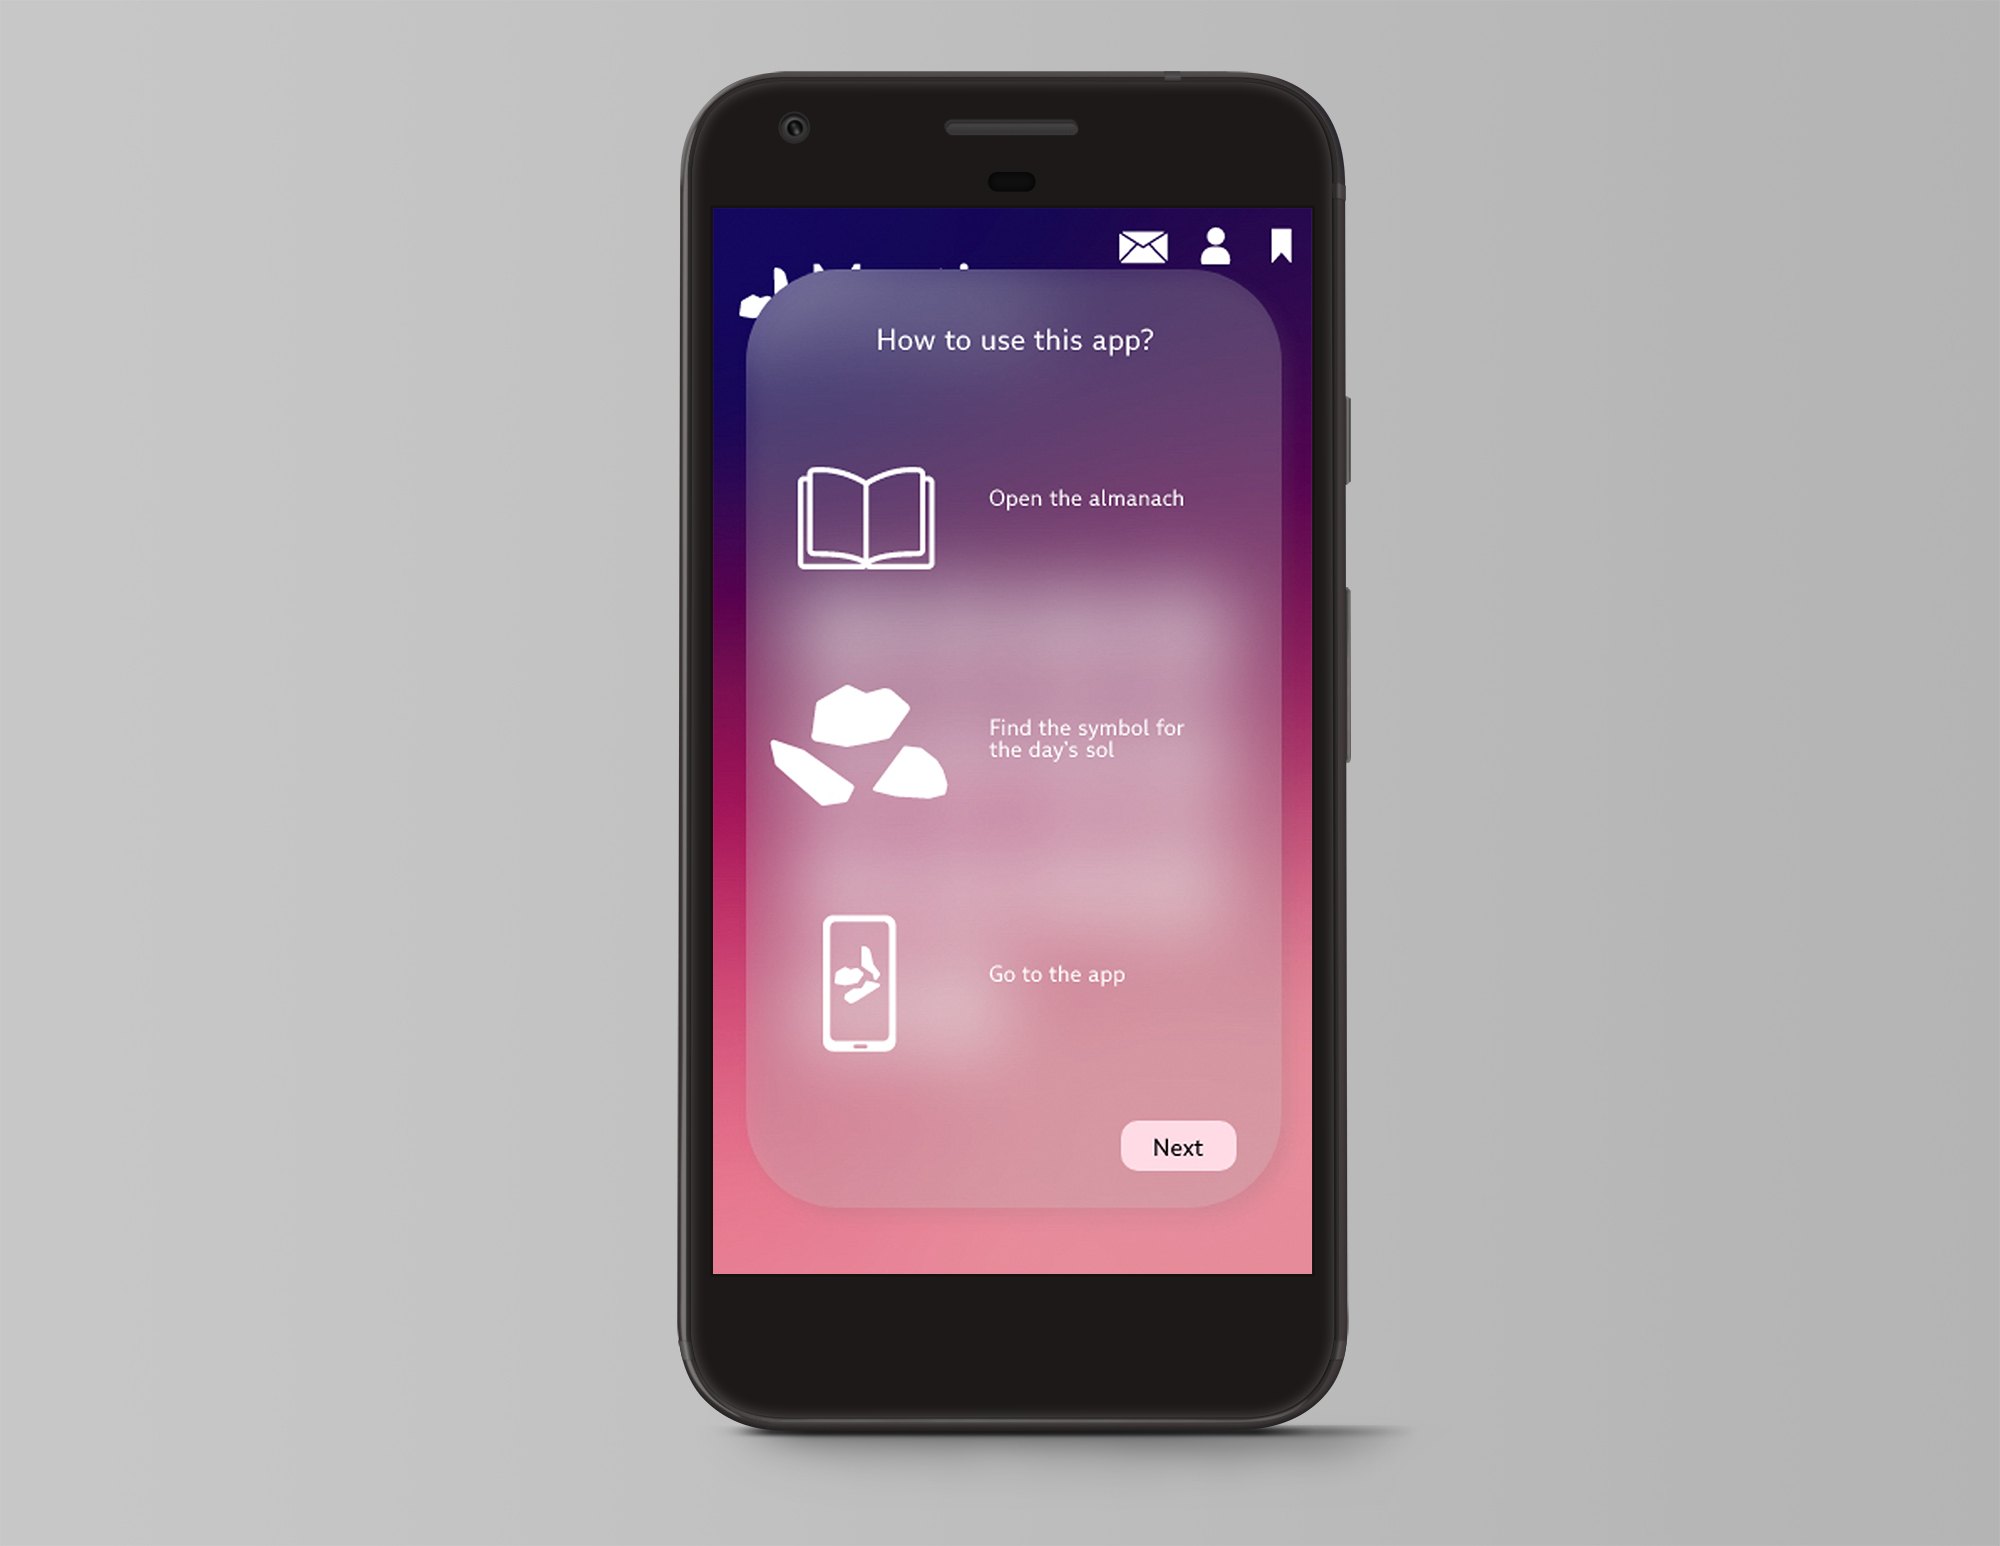 How to use this app?
Open the almanach
Find the symbol for
the day's sol
Go to the app
Next